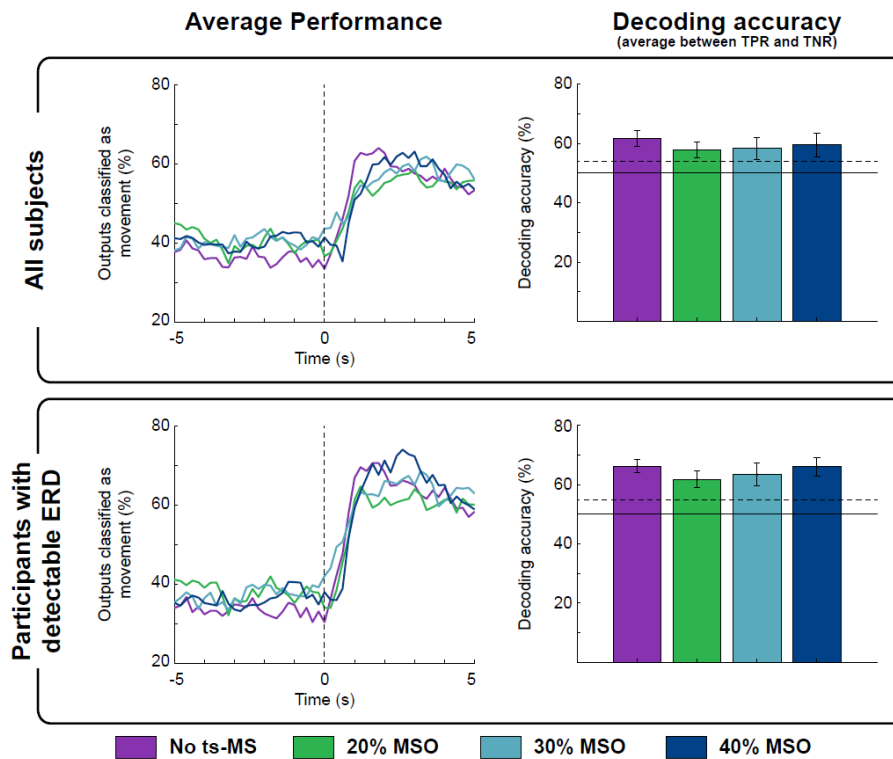 Average Performance
Decoding accuracy
(average between TPR and TNR)
All subjects
Outputs classified as
movement (%)
80
60
40
20
-5
0
5
Time (s)
Decoding accuracy (%)
80
60
40
20
Participants with
detectable ERD
Outputs classified as
movement (%)
80
60
40
20
-5
0
5
Time (s)
Decoding accuracy (%)
80
60
40
20
No ts-MS
20% MSO
30% MSO
40% MSO